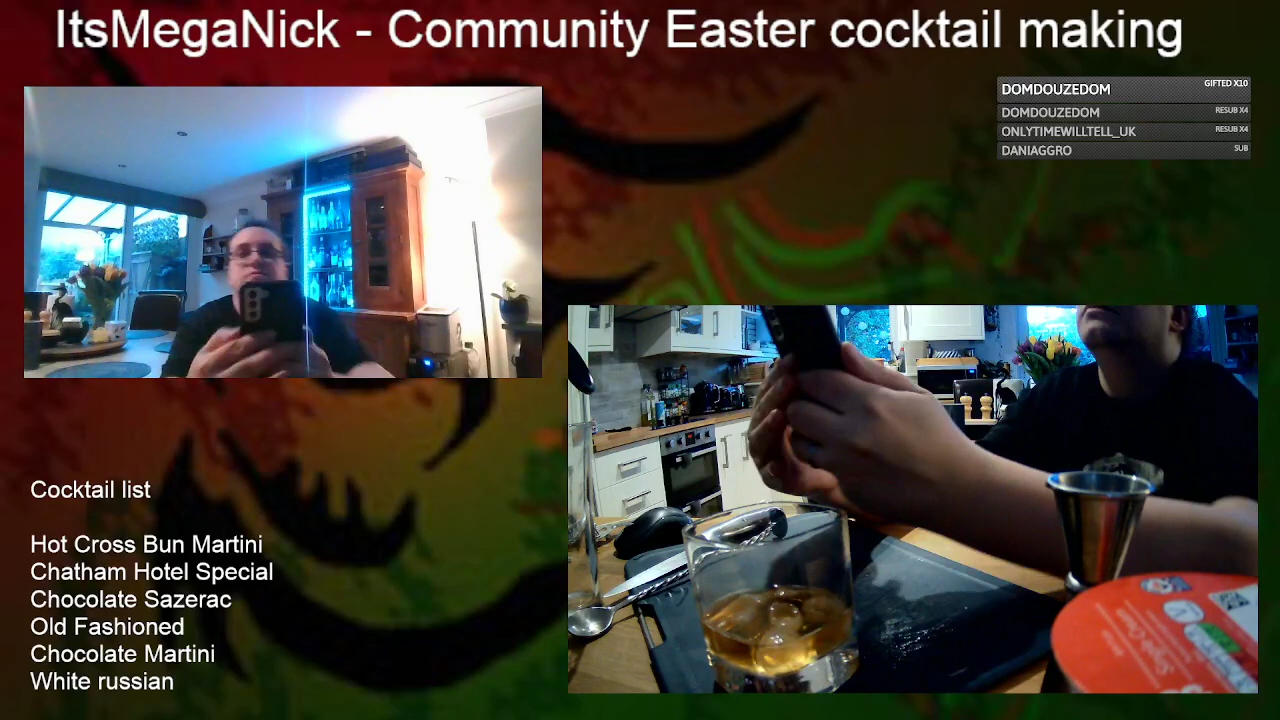 ItsMegaNick - Community Easter cocktail making
DOMDOUZEDOM GIFTED X10
DOMDOUZEDOM RESUB X4
ONLYTIMEWILLTELL_UK RESUB X4
DANIAGGRO SUB
Cocktail list
Hot Cross Bun Martini
Chatham Hotel Special
Chocolate Sazerac
Old Fashioned
Chocolate Martini
White russian